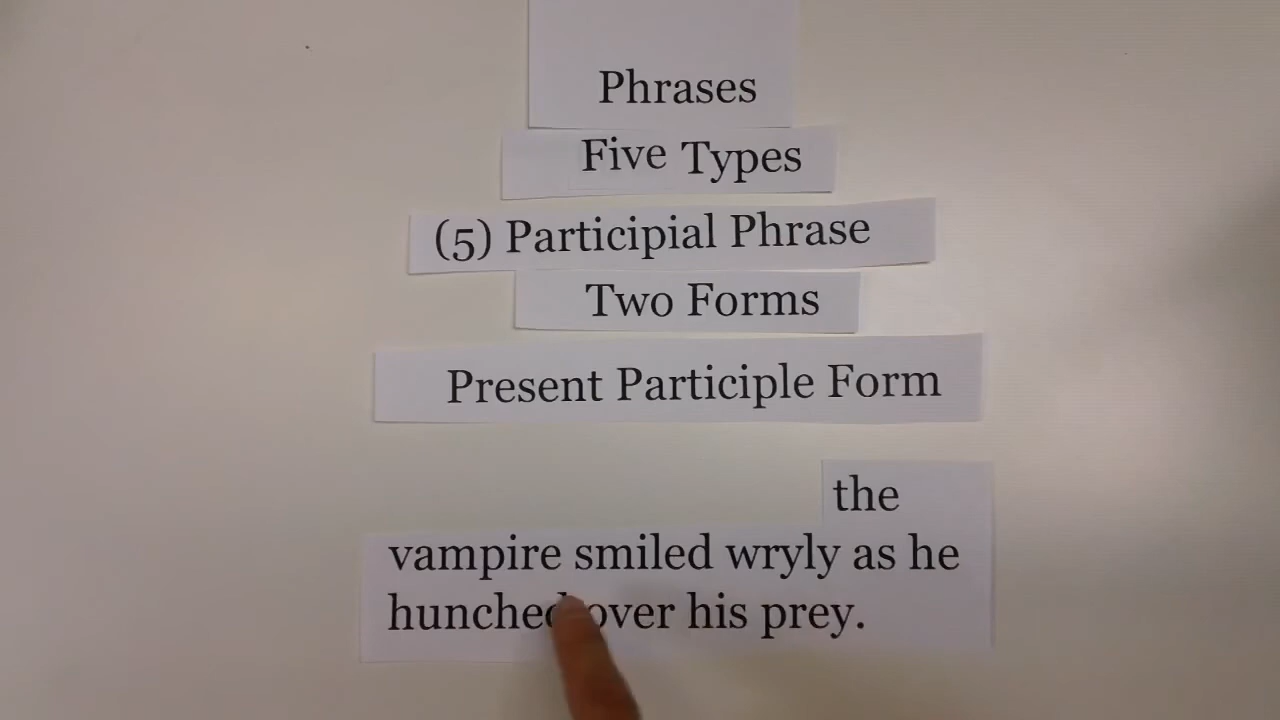 Phrases
Five Types
(5) Participial Phrase
Two Forms
Present Participle Form
the
vampire smiled wryly as he
hunched over his prey.